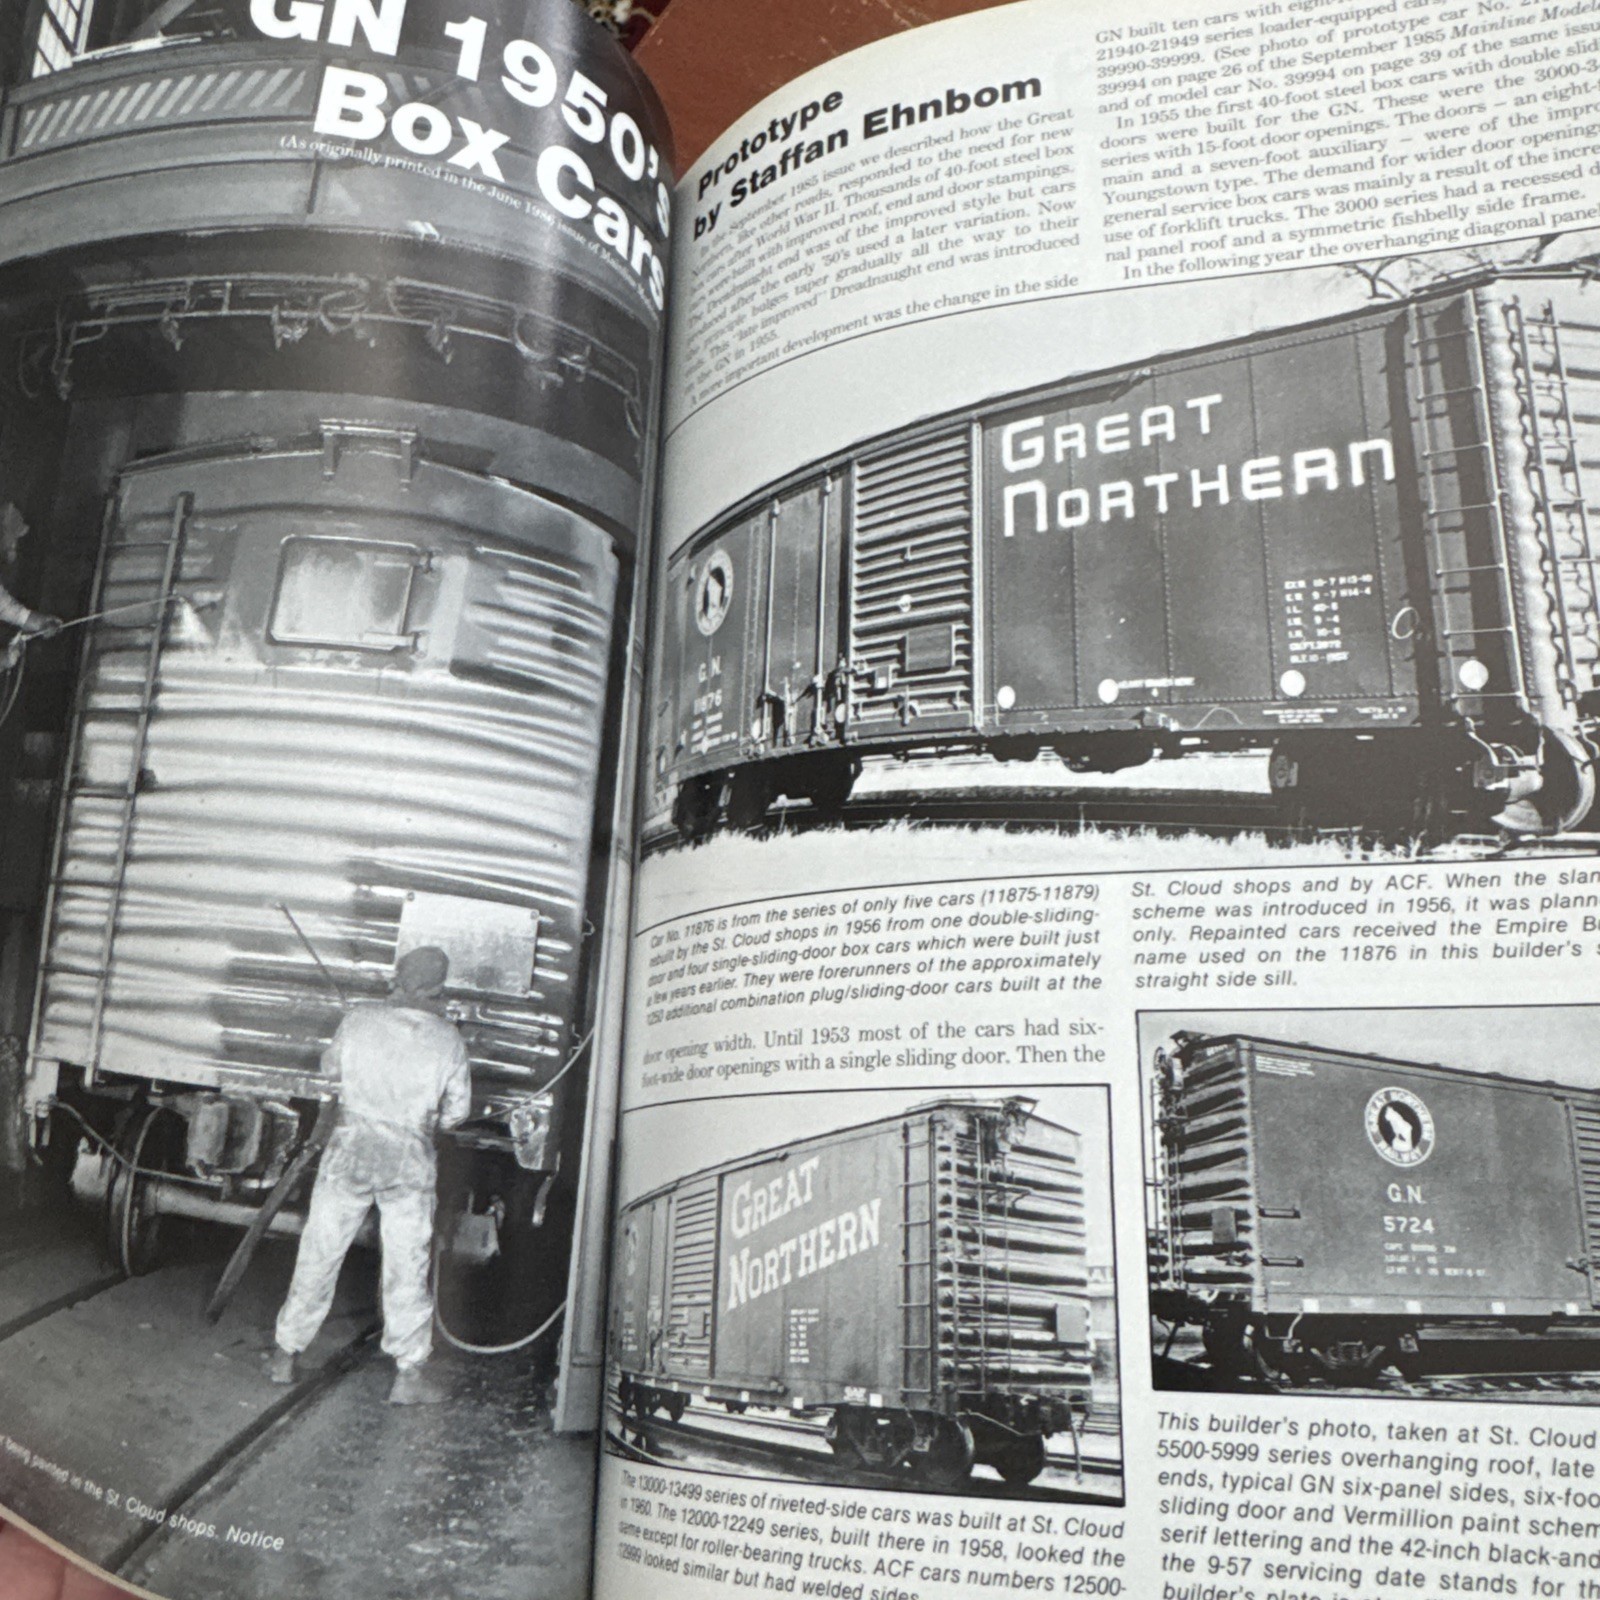 GN 1950's
Box Cars
(As originally printed in the June 1986 issue of
being painted in the St. Cloud shops. Notice
Prototype
by Staffan Ehnbom
In the September 1985 issue we described how the Great
Northern, like other roads, responded to the need for new
box cars after World War II. Thousands of 40-foot steel box
cars were built with improved roof, end and door stampings.
The Dreadnaught end was of the improved style but cars
produced after the early '50's used a later variation. Now
the principle bulges taper gradually all the way to their
ends. This "late improved" Dreadnaught end was introduced
on the GN in 1955.
A more important development was the change in the side
GN built ten cars with
21940-21949 series loader-equipped
39990-39999. (See photo of prototype car No.
39994 on page 26 of the September 1985 Mainline
and of model car No. 39994 on page 39 of the same
In 1955 the first 40-foot steel box cars with double
doors were built for the GN. These were the 3000-
series with 15-foot door openings. The doors – an
main and a seven-foot auxiliary – were of the
Youngstown type. The demand for wider door
general service box cars was mainly a result of the
use of forklift trucks. The 3000 series had a recessed
nal panel roof and a symmetric fishbelly side frame.
In the following year the overhanging diagonal
GREAT
NORTHERN
G N
11876
Car No. 11876 is from the series of only five cars (11875-11879)
rebuilt by the St. Cloud shops in 1956 from one double-sliding-
door and four single-sliding-door box cars which were built just
a few years earlier. They were forerunners of the approximately
1250 additional combination plug/sliding-door cars built at the
St. Cloud shops and by ACF. When the
scheme was introduced in 1956, it was
only. Repainted cars received the Empire
name used on the 11876 in this builder's
straight side sill.
door opening width. Until 1953 most of the cars had six-
foot-wide door openings with a single sliding door. Then the
GREAT
NORTHERN
GREAT NORTHERN
RAILWAY
G.N.
5724
The 13000-13499 series of riveted-side cars was built at St. Cloud
in 1960. The 12000-12249 series, built there in 1958, looked the
same except for roller-bearing trucks. ACF cars numbers 12500-
12999 looked similar but had welded sides
This builder's photo, taken at St. Cloud
5500-5999 series overhanging roof, late
ends, typical GN six-panel sides,
sliding door and Vermillion paint
serif lettering and the 42-inch
the 9-57 servicing date stands for
builder's plate